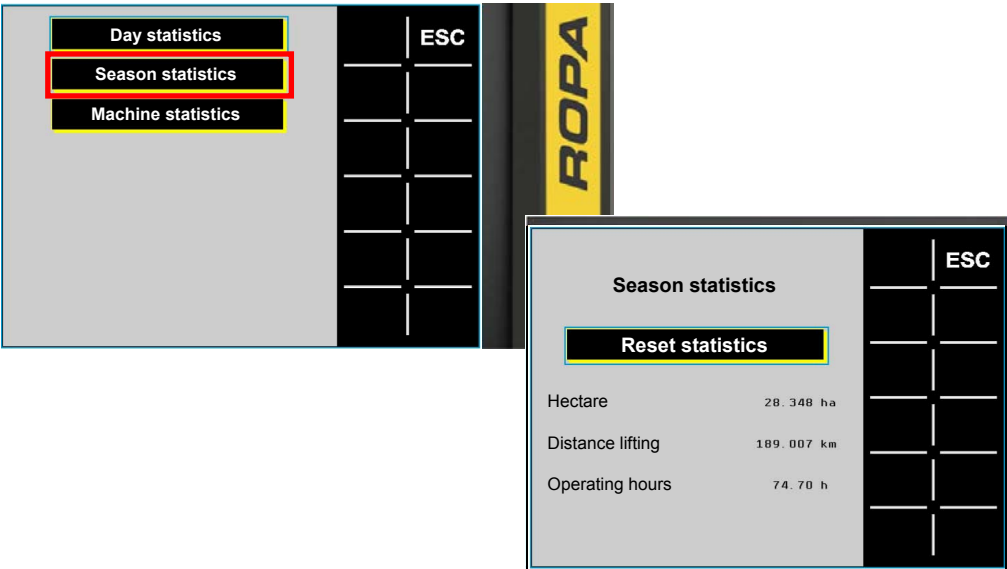 Day statistics
ESC
Season statistics
Machine statistics
ROPA
ESC
Season statistics
Reset statistics
Hectare 28.348 ha
Distance lifting 189.007 km
Operating hours 74.70 h